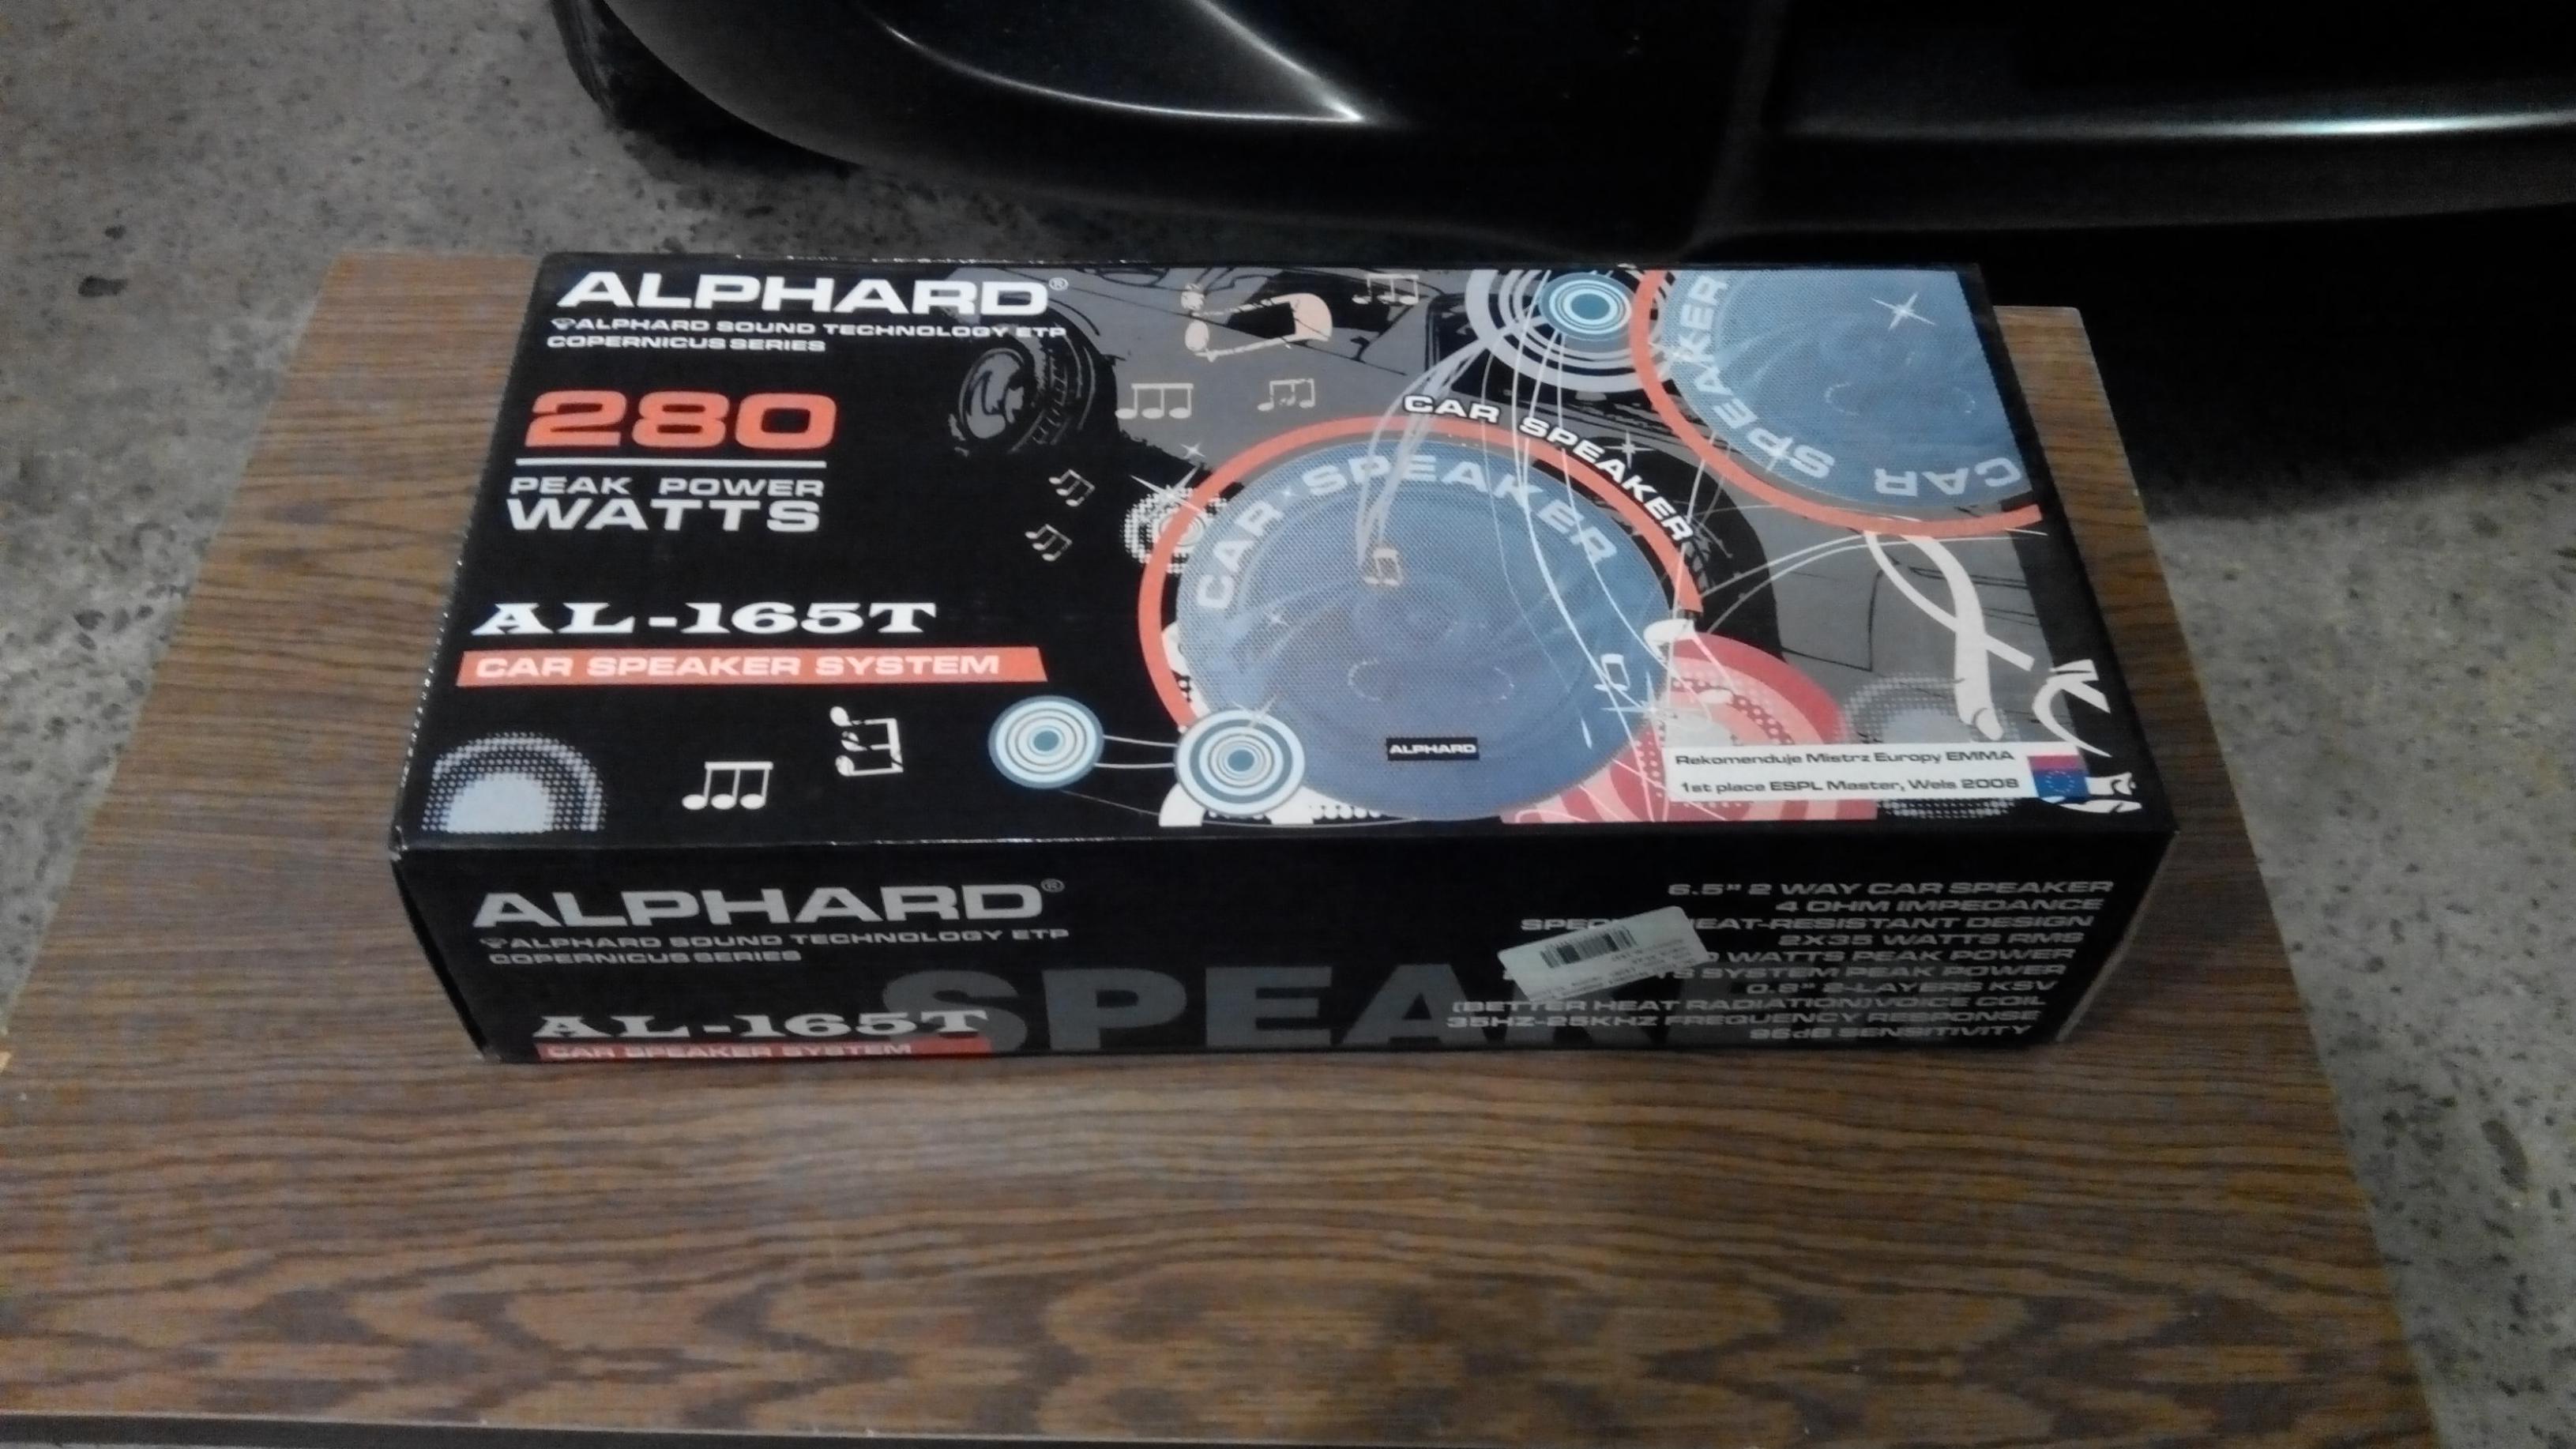 ALPHARD®
ALPHARD SOUND TECHNOLOGY ETP
COPERNICUS SERIES
280
PEAK POWER
WATTS
AL-165T
CAR SPEAKER SYSTEM
CAR SPEAKER
CAR SPEAKER
CAR SPEAKER
ALPHARD
Rekomenduje Mistrz Europy EMMA
1st place ESPL Master, Wels 2008
ALPHARD®
ALPHARD SOUND TECHNOLOGY ETP
COPERNICUS SERIES
AL-165T
CAR SPEAKER SYSTEM
6.5" 2 WAY CAR SPEAKER
4 OHM IMPEDANCE
HEAT-RESISTANT DESIGN
2X35 WATTS RMS
WATTS PEAK POWER
SYSTEM PEAK POWER
0.8" 2-LAYERS KSV
(BETTER HEAT RADIATION)VOICE COIL
35HZ-25KHZ FREQUENCY RESPONSE
95dB SENSITIVITY